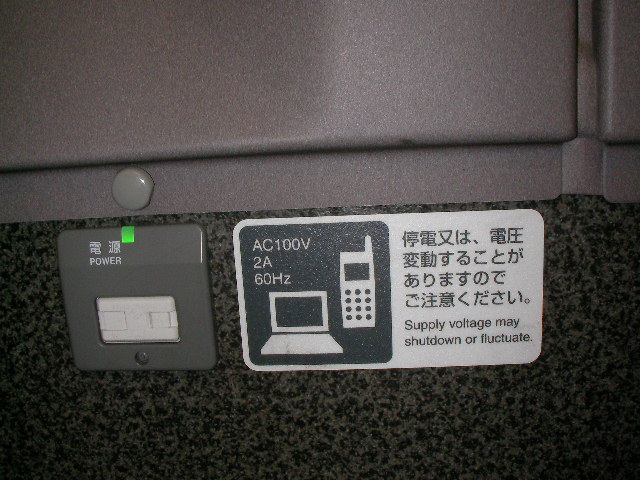 電源
POWER
AC100V
2A
60Hz
停電又は、電圧
変動することが
ありますので
ご注意ください。
Supply voltage may
shutdown or fluctuate.